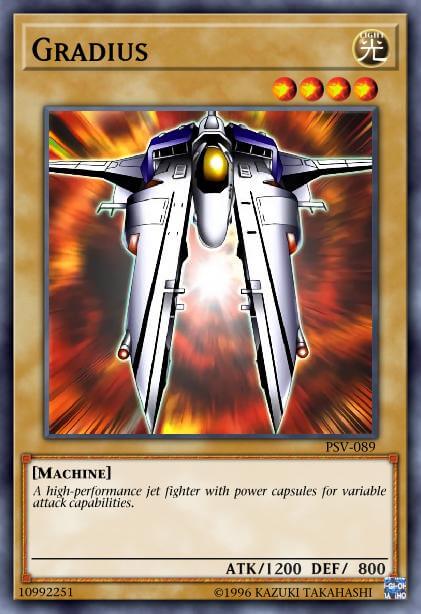 GRADIUS
LIGHT
光
PSV-089
[MACHINE]
A high-performance jet fighter with power capsules for variable
attack capabilities.
ATK/1200 DEF/ 800
10992251
©1996 KAZUKI TAKAHASHI